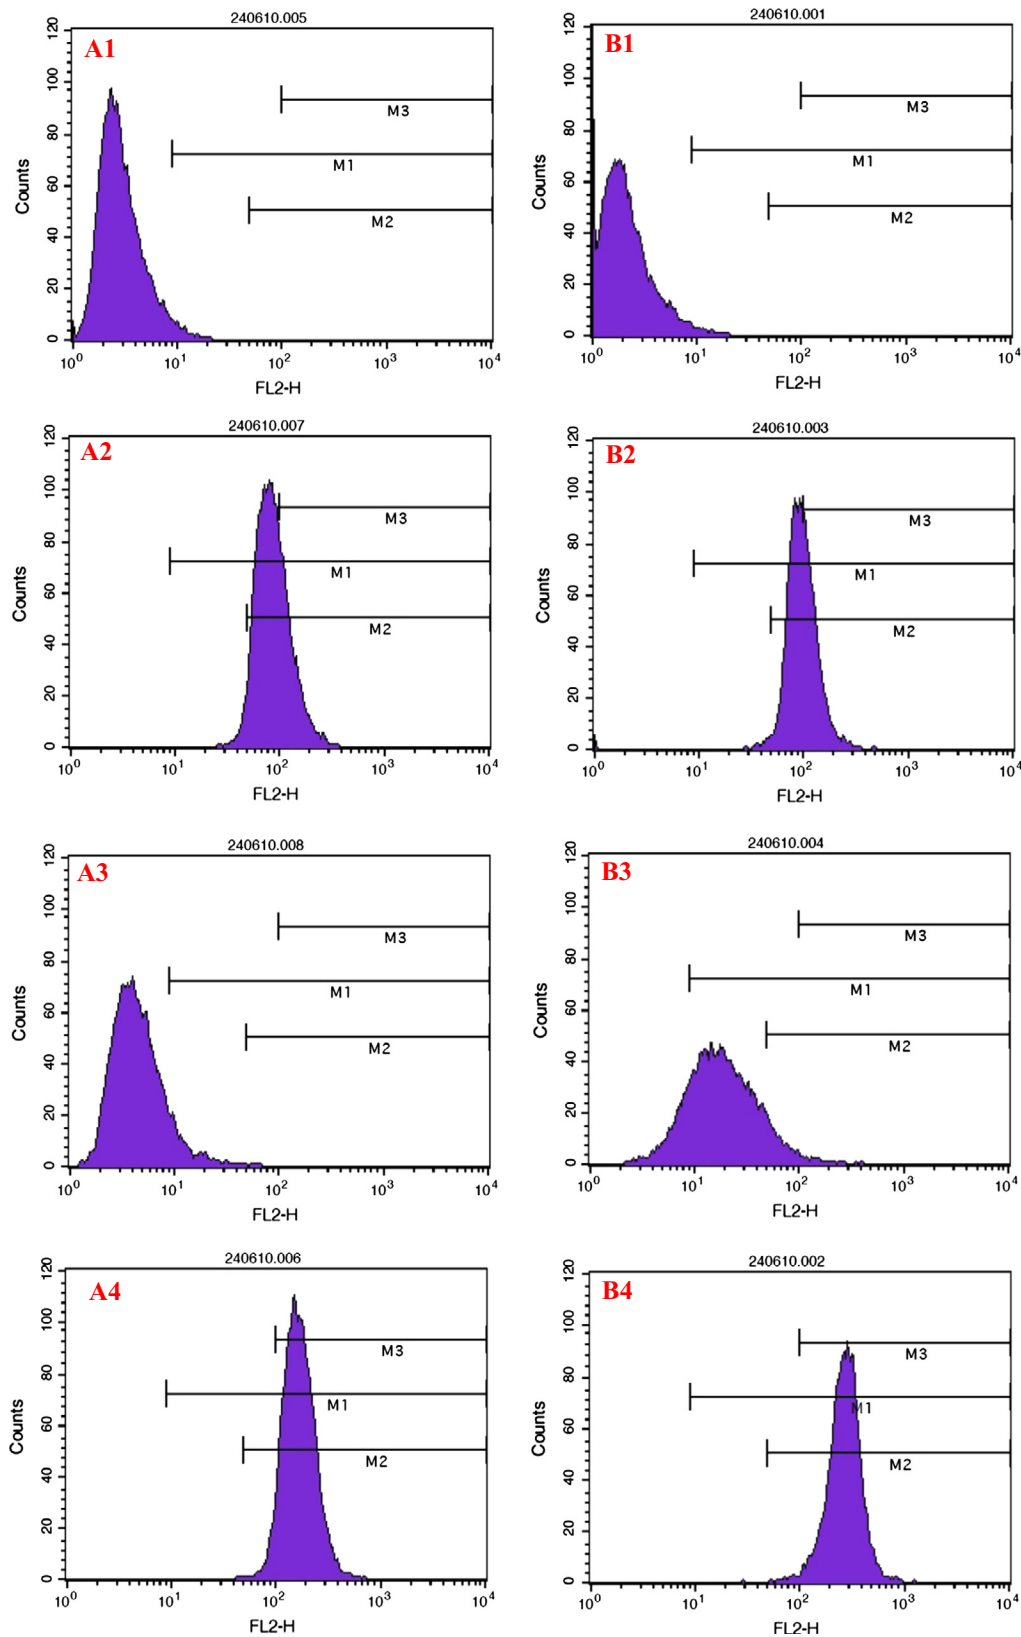 240610.005
A1
M3
M1
M2
Counts
0 20 40 60 80 100 120
10⁰ 10¹ 10² 10³ 10⁴
FL2-H
240610.001
B1
M3
M1
M2
Counts
0 20 40 60 80 100 120
10⁰ 10¹ 10² 10³ 10⁴
FL2-H
240610.007
A2
M3
M1
M2
Counts
0 20 40 60 80 100 120
10⁰ 10¹ 10² 10³ 10⁴
FL2-H
240610.003
B2
M3
M1
M2
Counts
0 20 40 60 80 100 120
10⁰ 10¹ 10² 10³ 10⁴
FL2-H
240610.008
A3
M3
M1
M2
Counts
0 20 40 60 80 100 120
10⁰ 10¹ 10² 10³ 10⁴
FL2-H
240610.004
B3
M3
M1
M2
Counts
0 20 40 60 80 100 120
10⁰ 10¹ 10² 10³ 10⁴
FL2-H
240610.006
A4
M3
M1
M2
Counts
0 20 40 60 80 100 120
10⁰ 10¹ 10² 10³ 10⁴
FL2-H
240610.002
B4
M3
M1
M2
Counts
0 20 40 60 80 100 120
10⁰ 10¹ 10² 10³ 10⁴
FL2-H